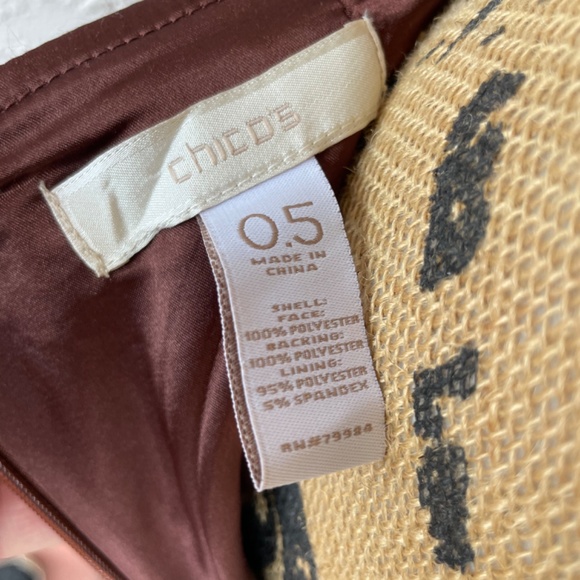 chico's
0.5
MADE IN
CHINA
SHELL:
FACE:
100% POLYESTER
BACKING:
100% POLYESTER
LINING:
95% POLYESTER
5% SPANDEX
RN#79984